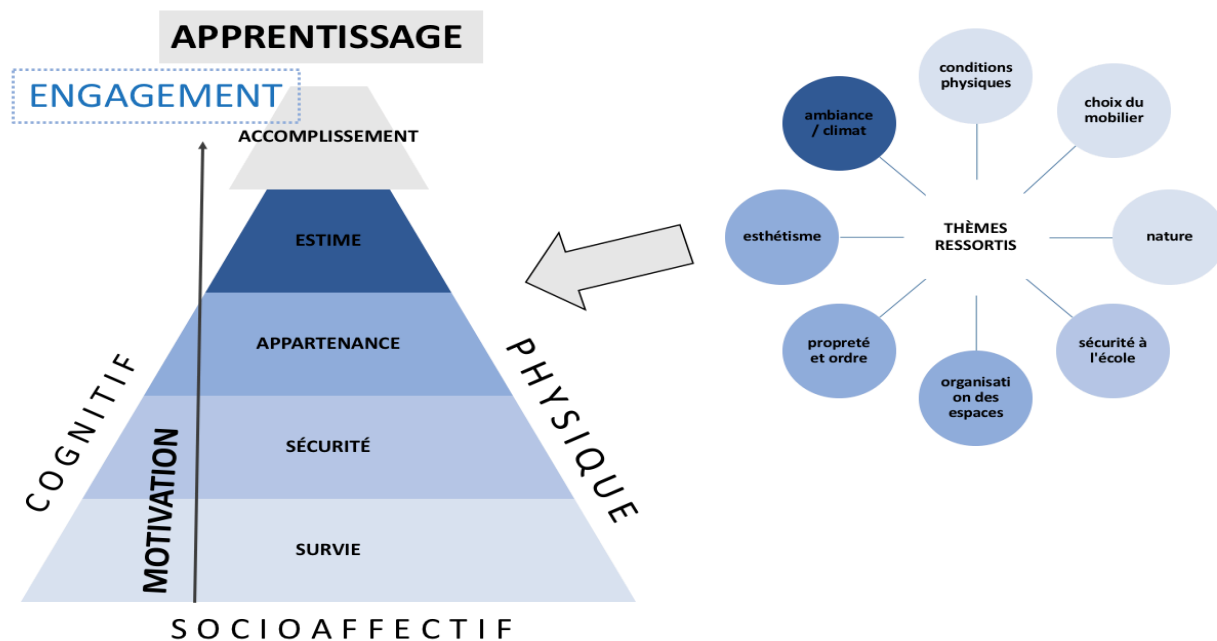 APPRENTISSAGE
ENGAGEMENT
ACCOMPLISSEMENT
ESTIME
APPARTENANCE
SÉCURITÉ
SURVIE
COGNITIF
MOTIVATION
PHYSIQUE
SOCIOAFFECTIF
THÈMES
RESSORTIS
conditions
physiques
choix du
mobilier
nature
sécurité à
l'école
organisati
on des
espaces
propreté
et ordre
esthétisme
ambiance
/ climat